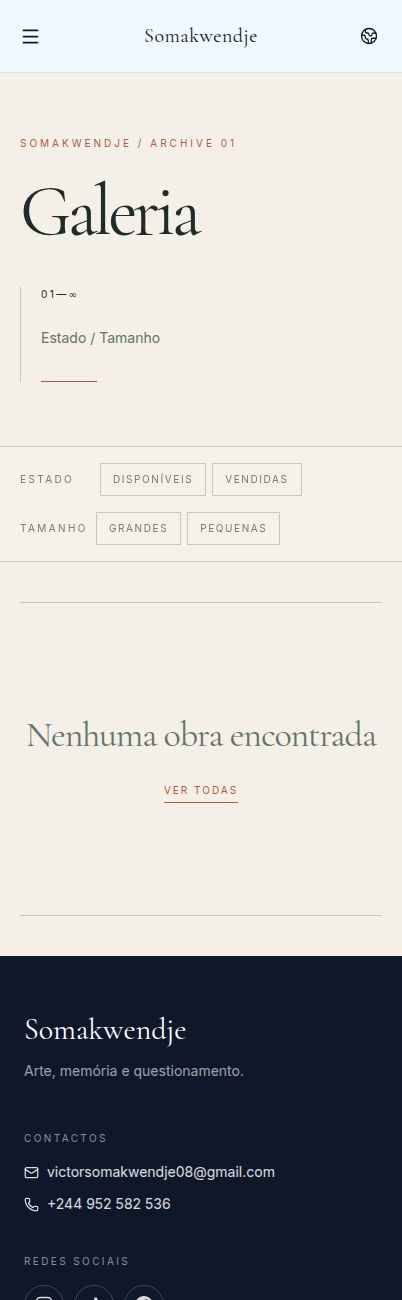 Somakwendje
SOMAKWENDJE / ARCHIVE 01
Galeria
01—∞
Estado / Tamanho
ESTADO DISPONÍVEIS VENDIDAS
TAMANHO GRANDES PEQUENAS
Nenhuma obra encontrada
VER TODAS
Somakwendje
Arte, memória e questionamento.
CONTACTOS
victorsomakwendje08@gmail.com
+244 952 582 536
REDES SOCIAIS